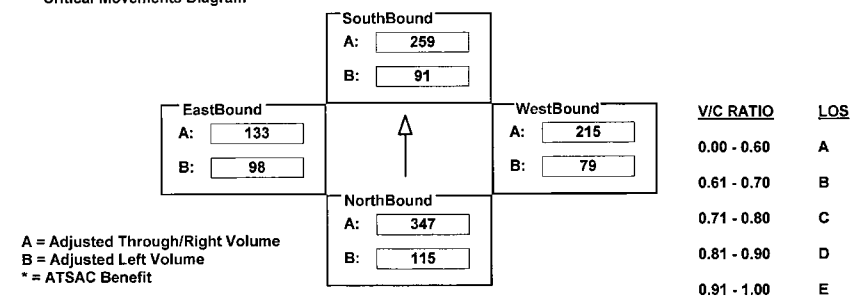 Critical Movements Diagram
SouthBound
A: 259
B: 91
EastBound
A: 133
B: 98
WestBound
A: 215
B: 79
NorthBound
A: 347
B: 115
A = Adjusted Through/Right Volume
B = Adjusted Left Volume
* = ATSAC Benefit
V/C RATIO LOS
0.00 - 0.60 A
0.61 - 0.70 B
0.71 - 0.80 C
0.81 - 0.90 D
0.91 - 1.00 E